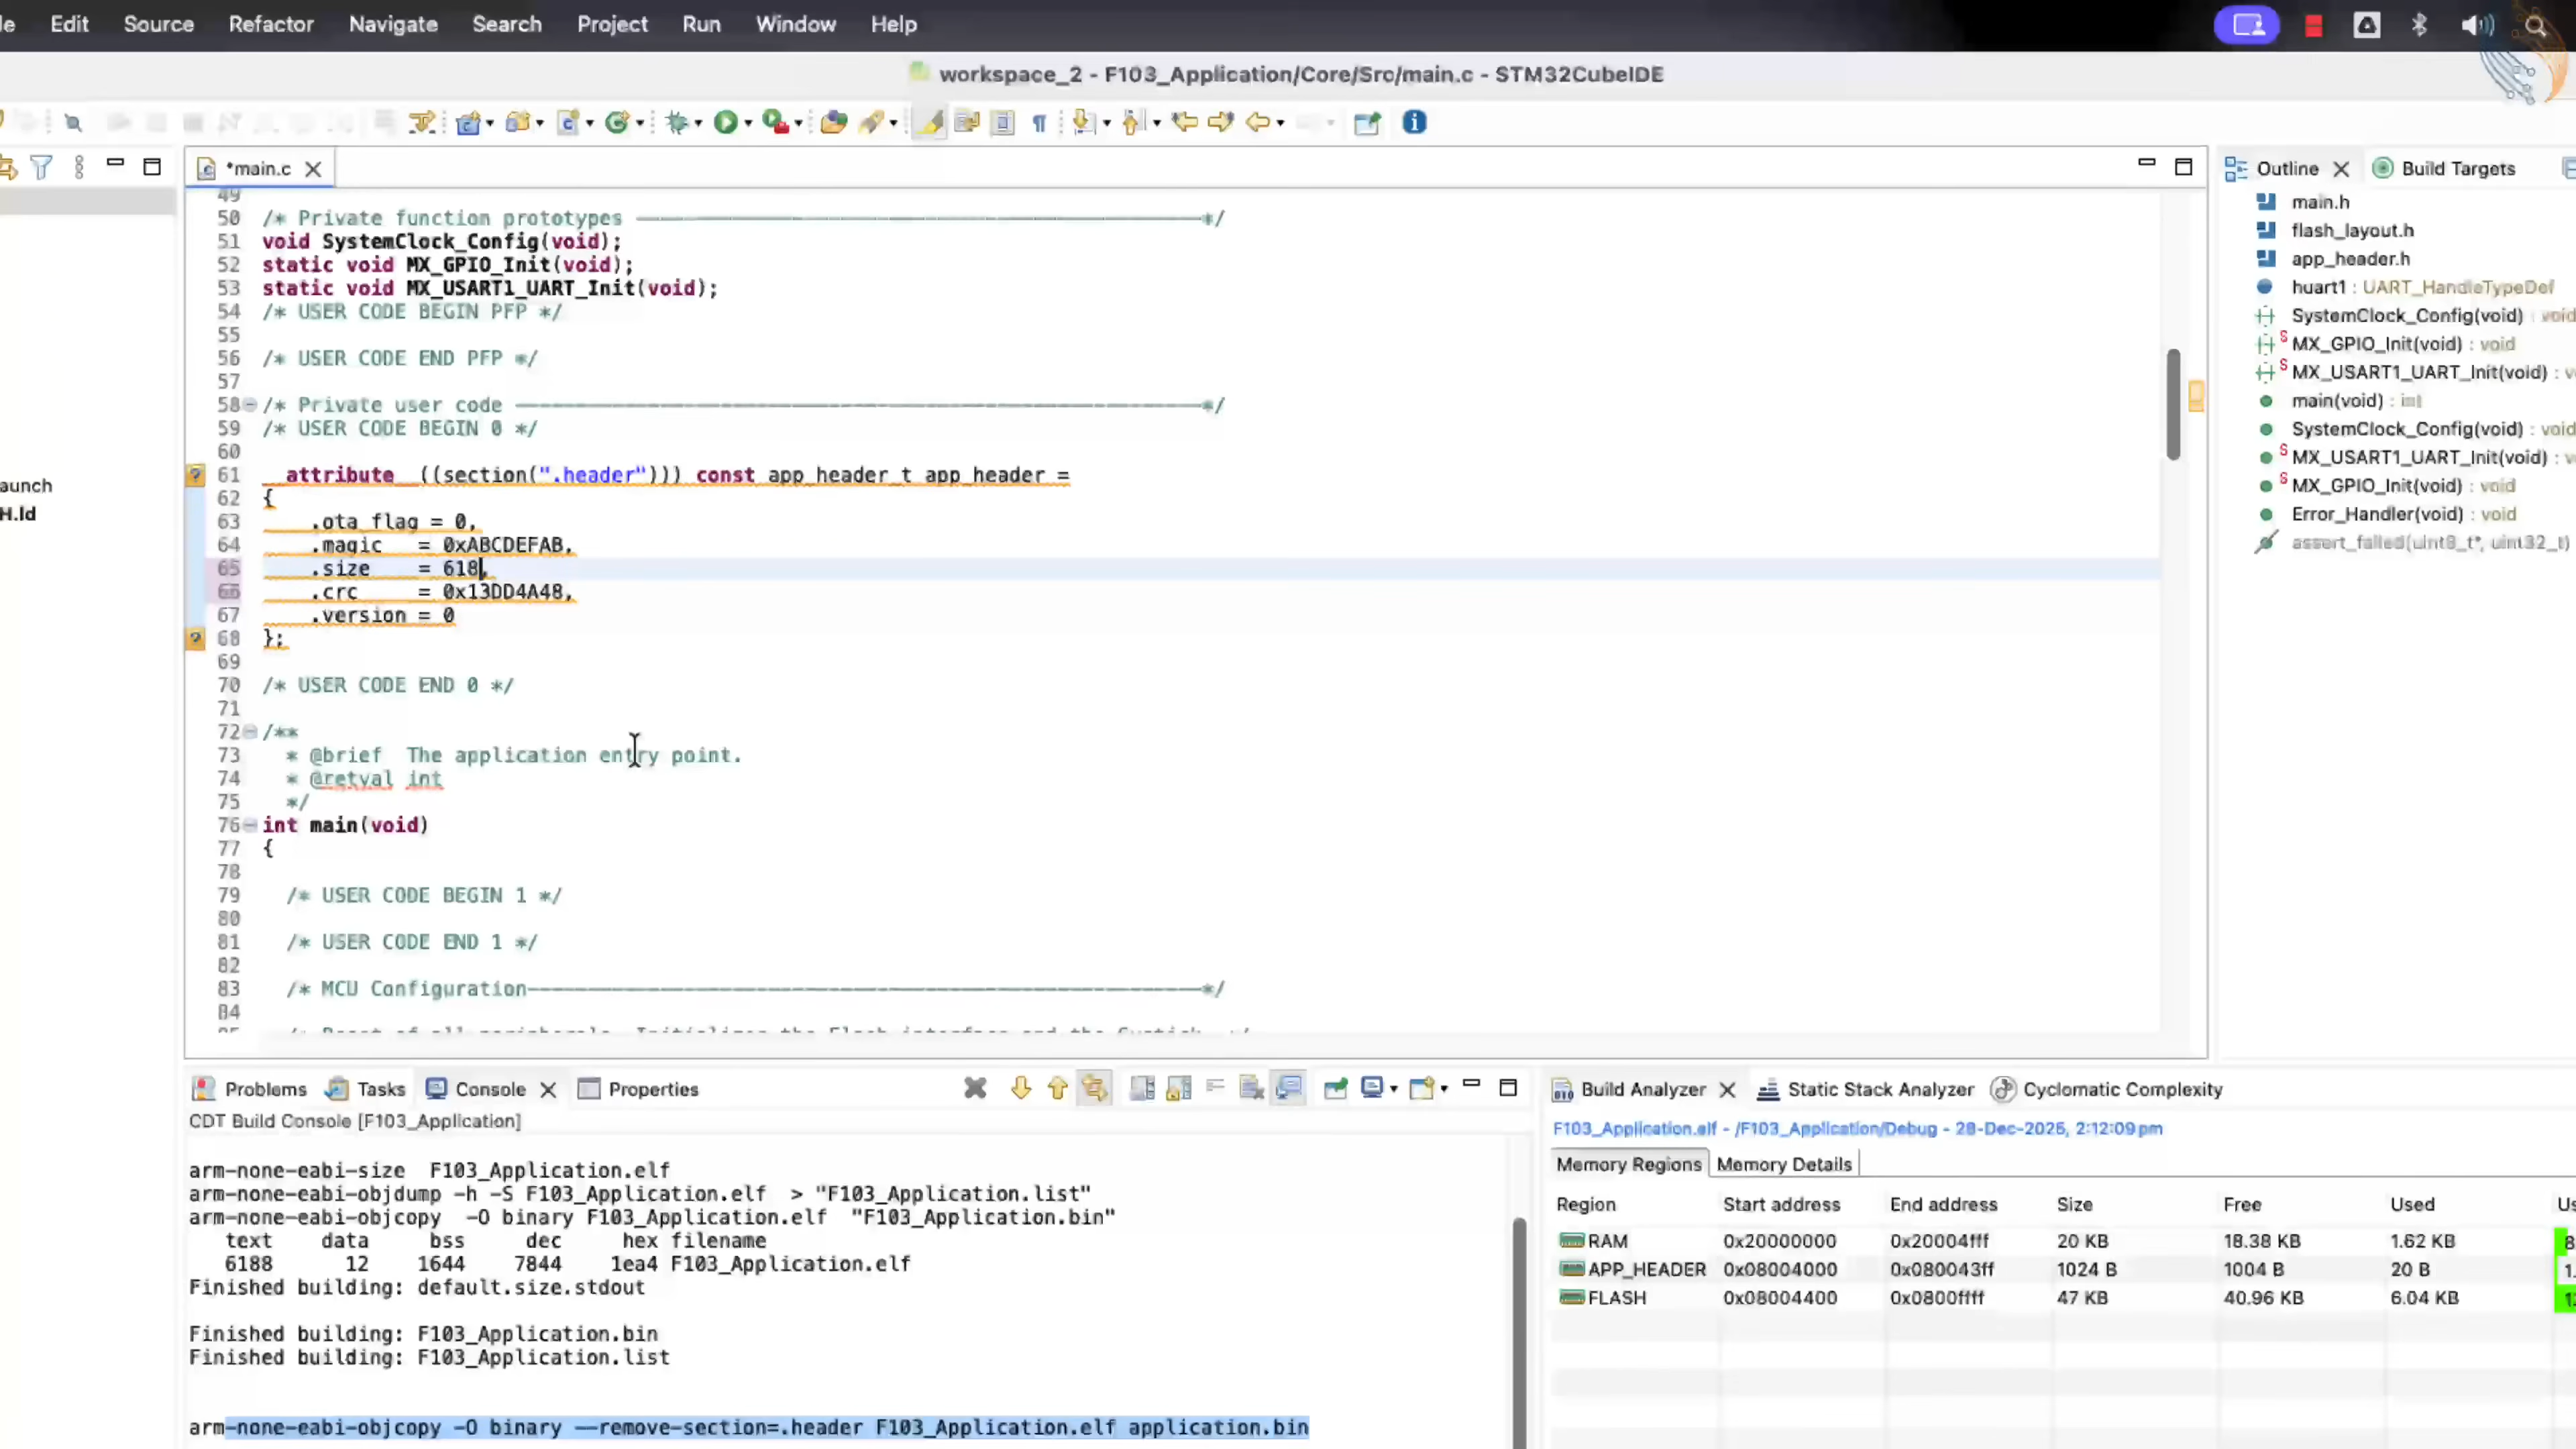 Edit Source Refactor Navigate Search Project Run Window Help
workspace_2 - F103_Application/Core/Src/main.c - STM32CubeIDE
*main.c
49
50 /* Private function prototypes -----------------------------------------------*/
51 void SystemClock_Config(void);
52 static void MX_GPIO_Init(void);
53 static void MX_USART1_UART_Init(void);
54 /* USER CODE BEGIN PFP */
55
56 /* USER CODE END PFP */
57
58 /* Private user code ---------------------------------------------------------*/
59 /* USER CODE BEGIN 0 */
60
61 __attribute__((section(".header"))) const app_header_t app_header =
62 {
63 .ota_flag = 0,
64 .magic = 0xABCDEFAB,
65 .size = 618,
66 .crc = 0x13DD4A48,
67 .version = 0
68 };
69
70 /* USER CODE END 0 */
71
72 /**
73 * @brief The application entry point.
74 * @retval int
75 */
76 int main(void)
77 {
78
79 /* USER CODE BEGIN 1 */
80
81 /* USER CODE END 1 */
82
83 /* MCU Configuration--------------------------------------------------------*/
84
aunch
H.ld
Outline Build Targets
main.h
flash_layout.h
app_header.h
huart1 : UART_HandleTypeDef
SystemClock_Config(void) : void
MX_GPIO_Init(void) : void
MX_USART1_UART_Init(void) : v
main(void) : int
SystemClock_Config(void) : void
MX_USART1_UART_Init(void) : v
MX_GPIO_Init(void) : void
Error_Handler(void) : void
assert_failed(uint8_t*, uint32_t)
Problems Tasks Console Properties
CDT Build Console [F103_Application]
arm-none-eabi-size F103_Application.elf
arm-none-eabi-objdump -h -S F103_Application.elf > "F103_Application.list"
arm-none-eabi-objcopy -O binary F103_Application.elf "F103_Application.bin"
text data bss dec hex filename
6188 12 1644 7844 1ea4 F103_Application.elf
Finished building: default.size.stdout
Finished building: F103_Application.bin
Finished building: F103_Application.list
arm-none-eabi-objcopy -O binary --remove-section=.header F103_Application.elf application.bin
Build Analyzer Static Stack Analyzer Cyclomatic Complexity
F103_Application.elf - /F103_Application/Debug - 28-Dec-2025, 2:12:09 pm
Memory Regions Memory Details
Region Start address End address Size Free Used
RAM 0x20000000 0x20004fff 20 KB 18.38 KB 1.62 KB
APP_HEADER 0x08004000 0x080043ff 1024 B 1004 B 20 B
FLASH 0x08004400 0x0800ffff 47 KB 40.96 KB 6.04 KB